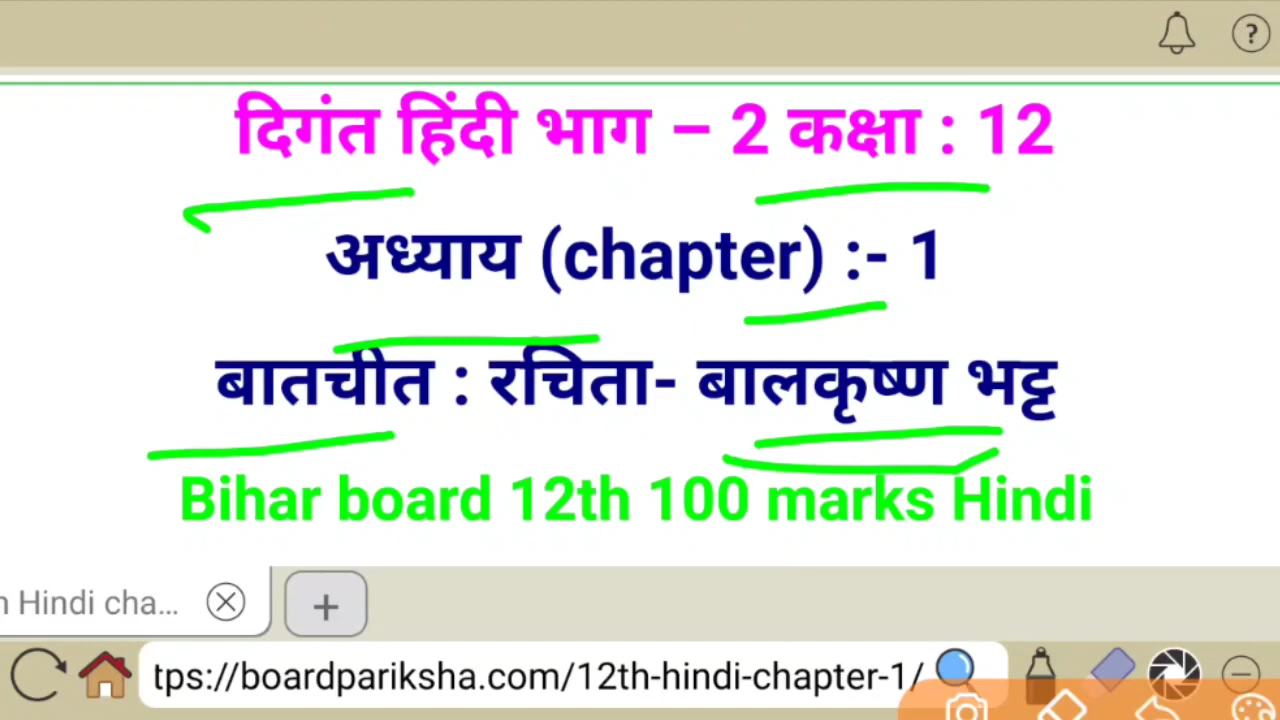 ?
दिगंत हिंदी भाग – 2 कक्षा : 12
अध्याय (chapter) :- 1
बातचीत : रचिता- बालकृष्ण भट्ट
Bihar board 12th 100 marks Hindi
n Hindi cha...
tps://boardpariksha.com/12th-hindi-chapter-1/